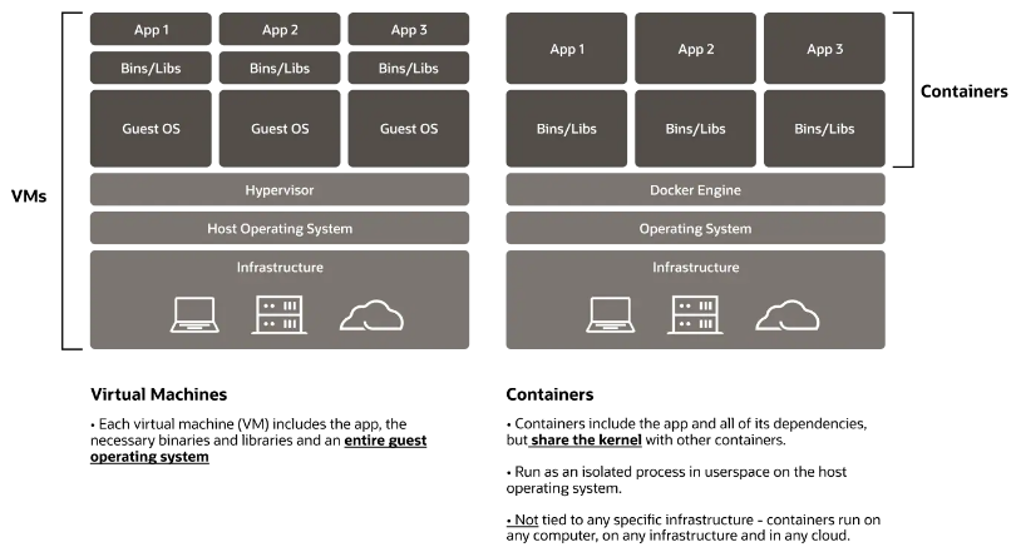 App 1 App 2 App 3
Bins/Libs Bins/Libs Bins/Libs
Guest OS Guest OS Guest OS
Hypervisor
Host Operating System
Infrastructure
VMs
App 1 App 2 App 3
Bins/Libs Bins/Libs Bins/Libs
Docker Engine
Operating System
Infrastructure
Containers
Virtual Machines
• Each virtual machine (VM) includes the app, the
necessary binaries and libraries and an entire guest
operating system
Containers
• Containers include the app and all of its dependencies,
but share the kernel with other containers.
• Run as an isolated process in userspace on the host
operating system.
• Not tied to any specific infrastructure - containers run on
any computer, on any infrastructure and in any cloud.